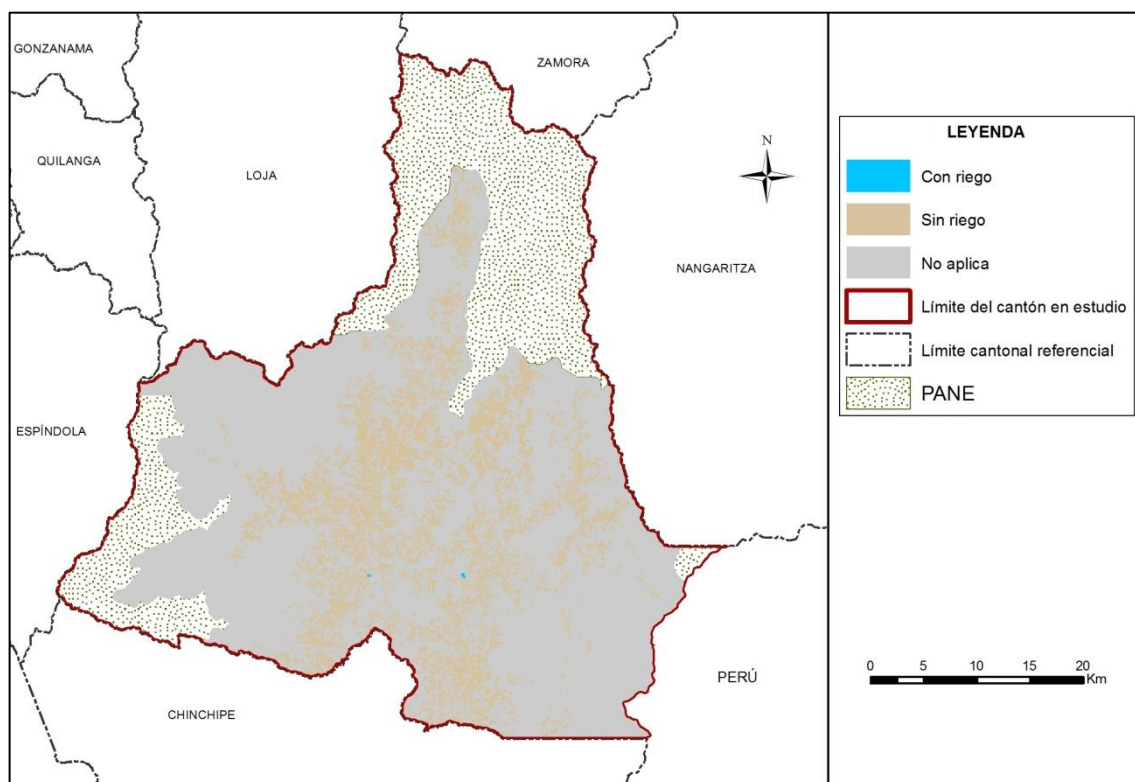 GONZANAMA
ZAMORA
QUILANGA
LOJA
N
NANGARITZA
ESPÍNDOLA
PERÚ
CHINCHIPE
LEYENDA
Con riego
Sin riego
No aplica
Límite del cantón en estudio
Límite cantonal referencial
PANE
0 5 10 15 20
Km